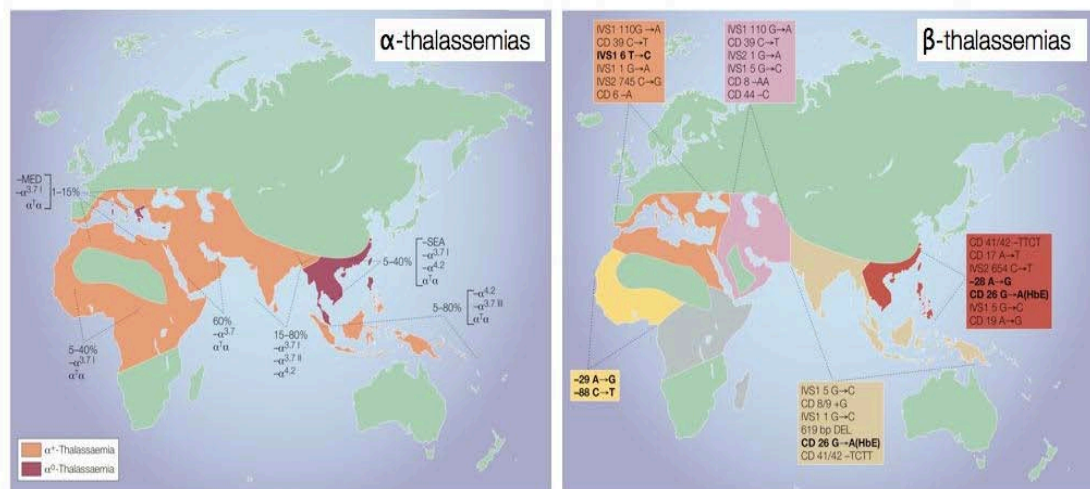 α-thalassemias
–MED
–α3.7 I
αTα
1–15%
–SEA
–α3.7 I
–α4.2
αTα
5–40%
–α4.2
–α3.7 III
αTα
5–80%
60%
–α3.7
αTα
15–80%
–α3.7 I
–α3.7 II
–α4.2
5–40%
–α3.7 I
αTα
α+-Thalassaemia
α0-Thalassaemia
β-thalassemias
IVS1 110G→A
CD 39 C→T
IVS1 6 T→C
IVS1 1 G→A
IVS2 745 C→G
CD 6 –A
IVS1 110 G→A
CD 39 C→T
IVS2 1 G→A
IVS1 5 G→C
CD 8 –AA
CD 44 –C
CD 41/42 –TTCT
CD 17 A→T
IVS2 654 C→T
–28 A→G
CD 26 G→A(HbE)
IVS1 5 G→C
CD 19 A→G
–29 A→G
–88 C→T
IVS1 5 G→C
CD 8/9 +G
IVS1 1 G→C
619 bp DEL
CD 26 G→A(HbE)
CD 41/42 –TCTT